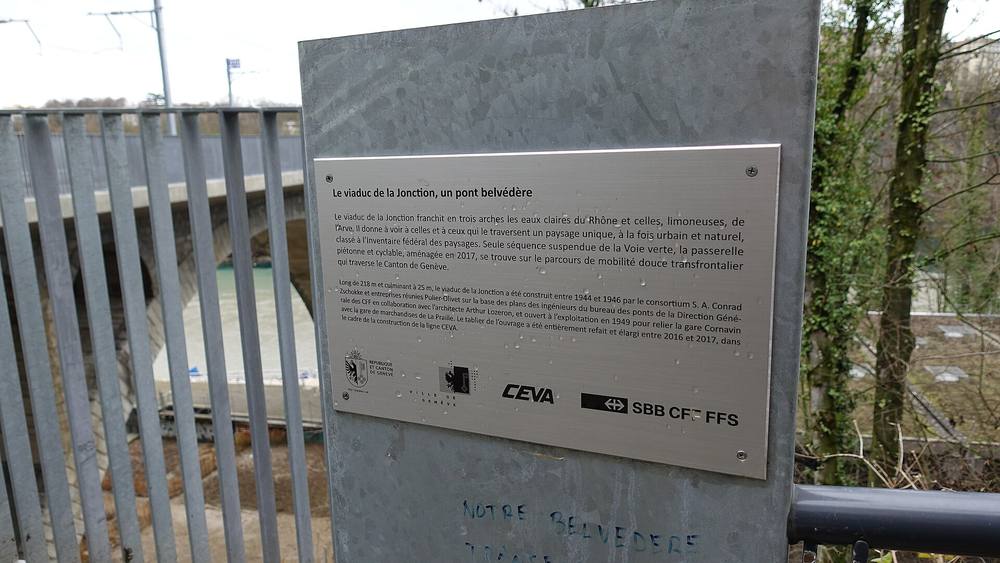 Le viaduc de la Jonction, un pont belvédère
Le viaduc de la Jonction franchit en trois arches les eaux claires du Rhône et celles, limoneuses, de
l'Arve. Il donne à voir à celles et à ceux qui le traversent un paysage unique, à la fois urbain et naturel,
classé à l'inventaire fédéral des paysages. Seule séquence suspendue de la Voie verte, la passerelle
piétonne et cyclable, aménagée en 2017, se trouve sur le parcours de mobilité douce transfrontalier
qui traverse le Canton de Genève.
Long de 218 m et culminant à 25 m, le viaduc de la Jonction a été construit entre 1944 et 1946 par le consortium S. A. Conrad
Zschokke et entreprises réunies Pulier-Olivet sur la base des plans des ingénieurs du bureau des ponts de la Direction Géné-
rale des CFF en collaboration avec l'architecte Arthur Lozeron, et ouvert à l'exploitation en 1949 pour relier la gare Cornavin
avec la gare de marchandises de La Praille. Le tablier de l'ouvrage a été entièrement refait et élargi entre 2016 et 2017, dans
le cadre de la construction de la ligne CEVA.
REPUBLIQUE
ET CANTON
DE GENEVE
VILLE DE
GENÈVE
CEVA
SBB CFF FFS
NOTRE BELVEDERE